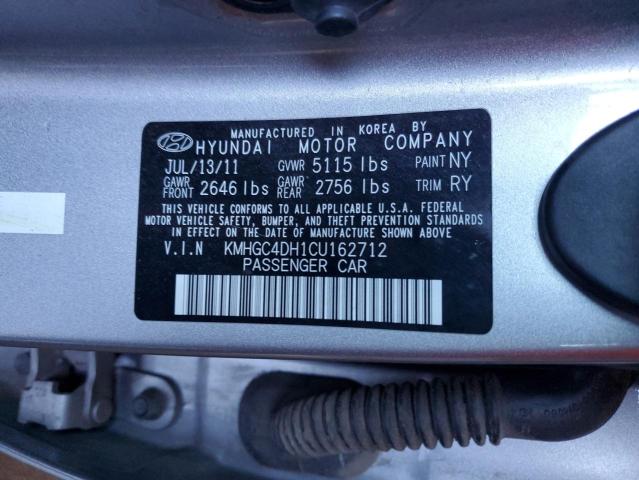 MANUFACTURED IN KOREA BY
HYUNDAI MOTOR COMPANY
JUL/13/11 GVWR 5115 lbs PAINT NY
GAWR FRONT 2646 lbs GAWR REAR 2756 lbs TRIM RY
THIS VEHICLE CONFORMS TO ALL APPLICABLE U.S.A. FEDERAL
MOTOR VEHICLE SAFETY, BUMPER, AND THEFT PREVENTION STANDARDS
IN EFFECT ON THE DATE OF MANUFACTURE SHOWN ABOVE.
V.I.N KMHGC4DH1CU162712
PASSENGER CAR